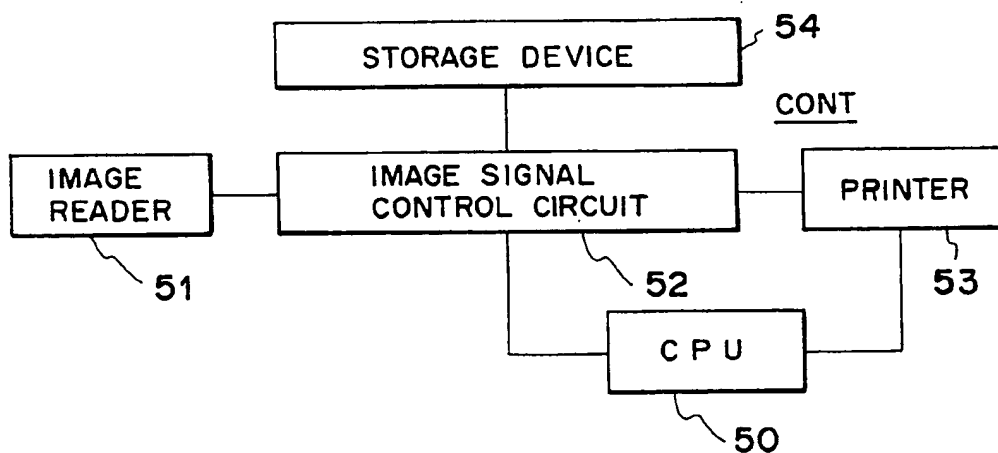 54
STORAGE DEVICE
CONT
IMAGE
READER
IMAGE SIGNAL
CONTROL CIRCUIT
PRINTER
51
52
53
CPU
50